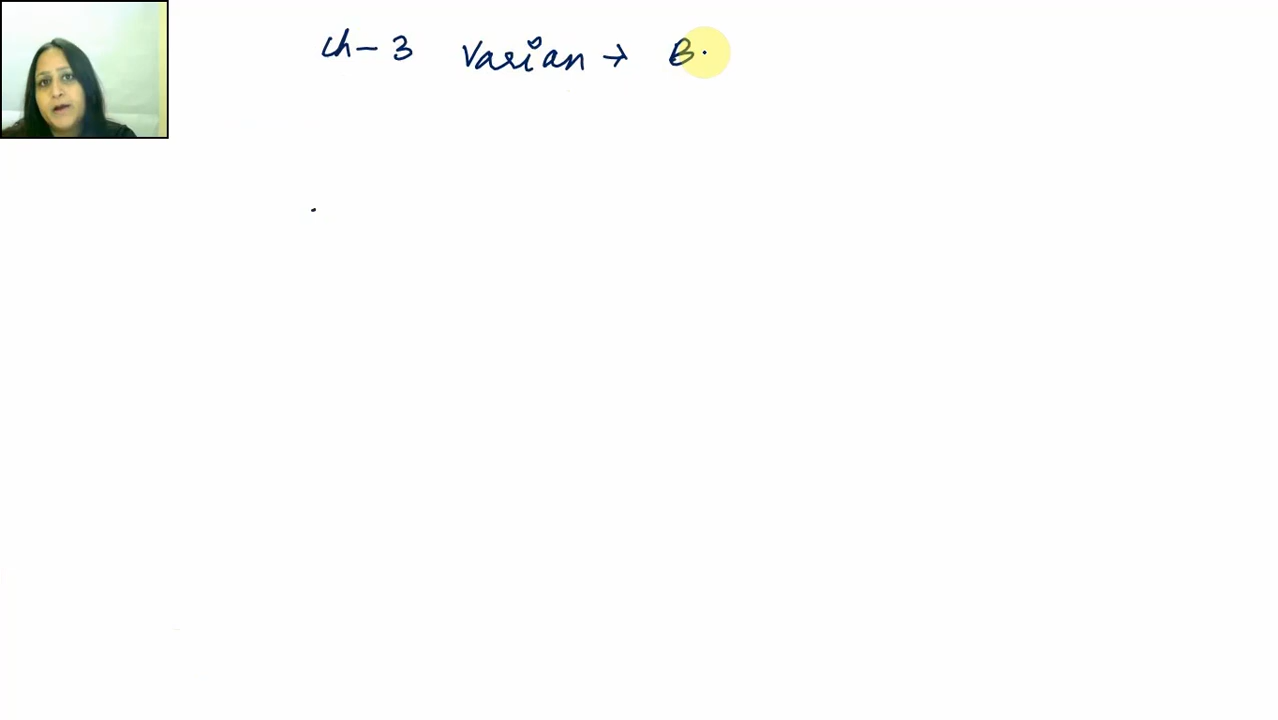 Ch- 3 Varian → B.